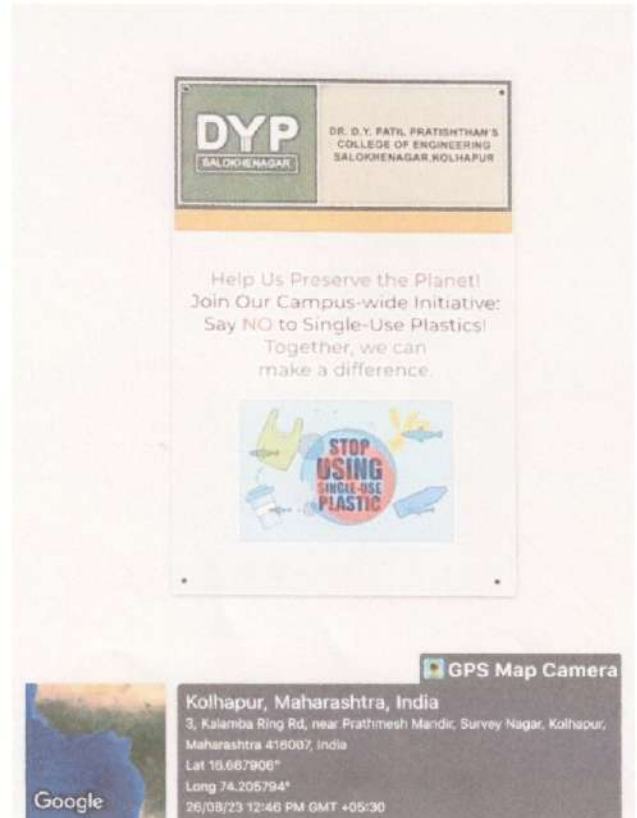 DYP
SALOKHENAGAR
DR. D.Y. PATIL PRATISHTHAN'S
COLLEGE OF ENGINEERING
SALOKHENAGAR,KOLHAPUR
Help Us Preserve the Planet!
Join Our Campus-wide Initiative:
Say NO to Single-Use Plastics!
Together, we can
make a difference.
STOP
USING
SINGLE-USE
PLASTIC
GPS Map Camera
Kolhapur, Maharashtra, India
3, Kalamba Ring Rd, near Prathmesh Mandir, Survey Nagar, Kolhapur,
Maharashtra 416007, India
Lat 16.667906°
Long 74.205794°
26/08/23 12:46 PM GMT +05:30
Google